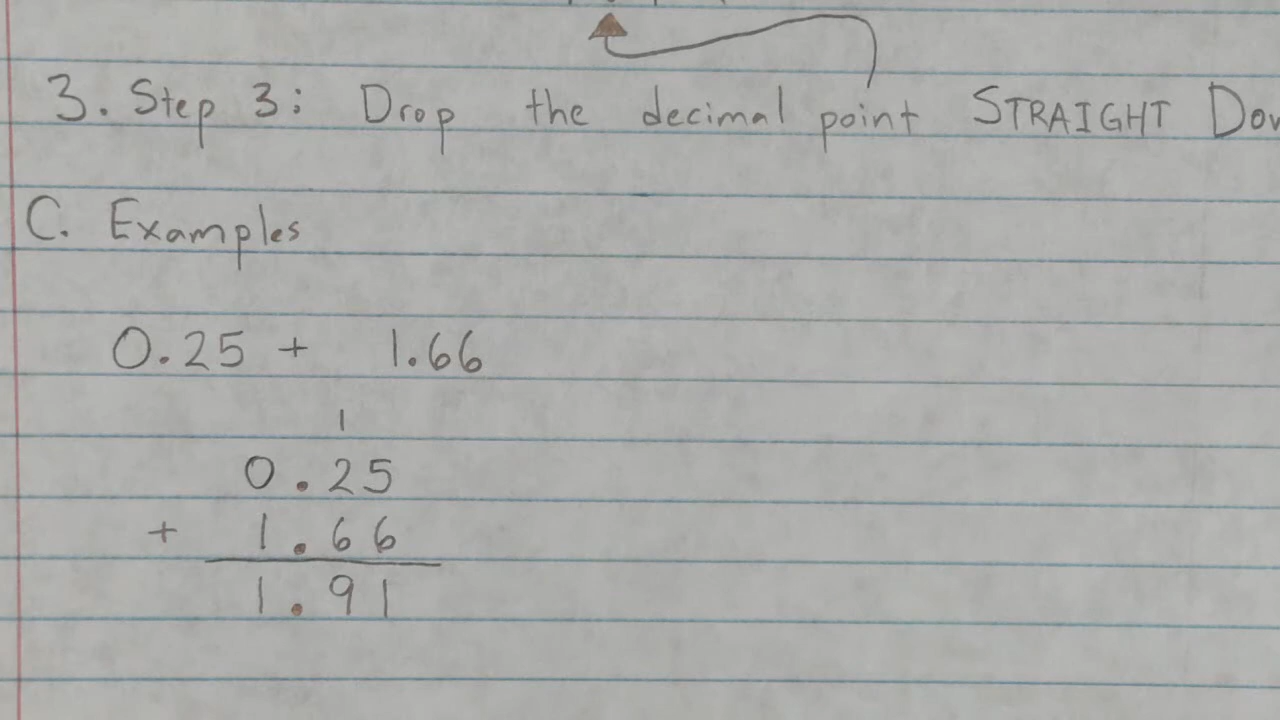 3. Step 3: Drop the decimal point STRAIGHT
C. Examples
0.25 + 1.66
1
0.25
+ 1.66
1.91